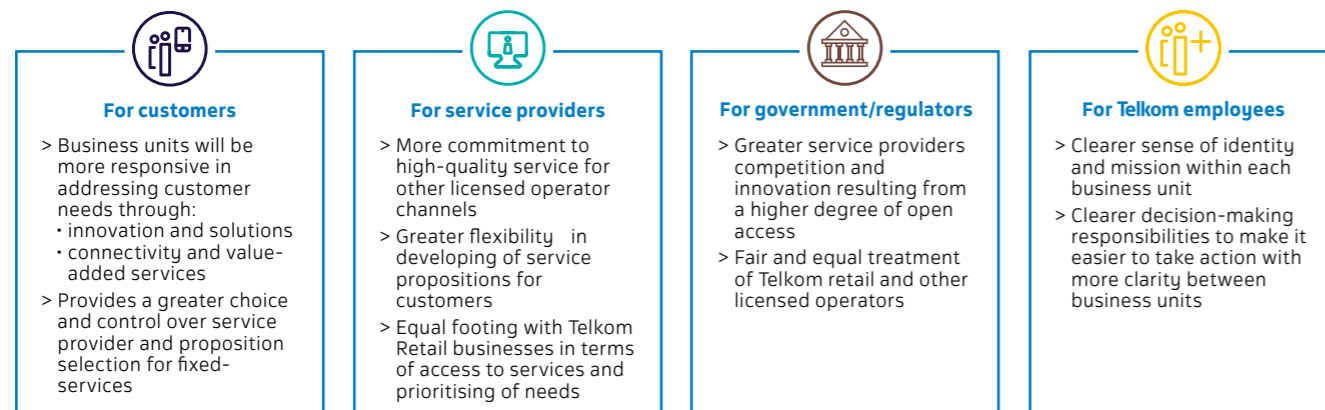 For customers
> Business units will be
more responsive in
addressing customer
needs through:
• innovation and solutions
• connectivity and value-
added services
> Provides a greater choice
and control over service
provider and proposition
selection for fixed-
services
For service providers
> More commitment to
high-quality service for
other licensed operator
channels
> Greater flexibility in
developing of service
propositions for
customers
> Equal footing with Telkom
Retail businesses in terms
of access to services and
prioritising of needs
For government/regulators
> Greater service providers
competition and
innovation resulting from
a higher degree of open
access
> Fair and equal treatment
of Telkom retail and other
licensed operators
For Telkom employees
> Clearer sense of identity
and mission within each
business unit
> Clearer decision-making
responsibilities to make it
easier to take action with
more clarity between
business units